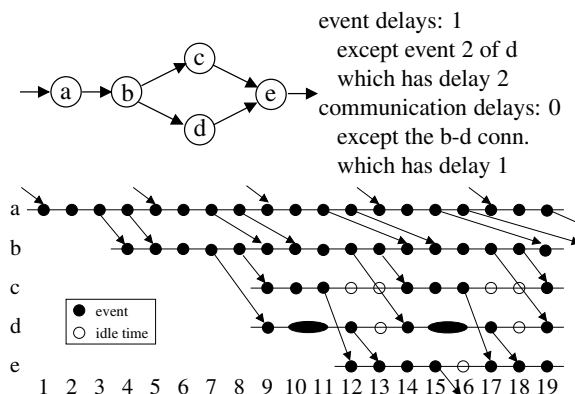 event delays: 1
except event 2 of d
which has delay 2
communication delays: 0
except the b-d conn.
which has delay 1
a
b
c
d
e
a
b
c
d
e
event
idle time
1 2 3 4 5 6 7 8 9 10 11 12 13 14 15 16 17 18 19